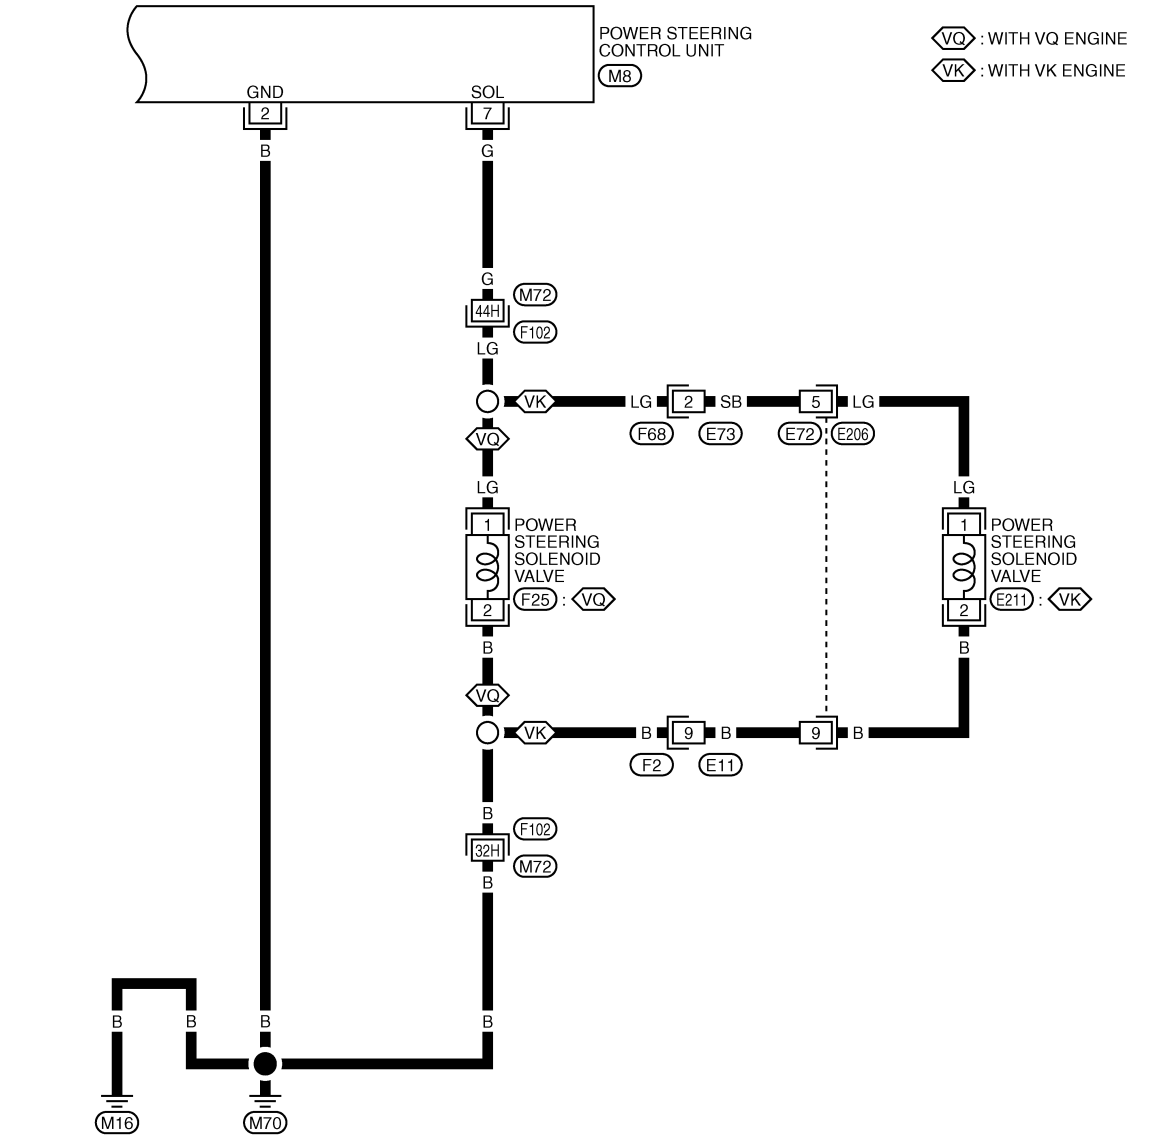 POWER STEERING
CONTROL UNIT
M8
VQ : WITH VQ ENGINE
VK : WITH VK ENGINE
GND
SOL
2
7
B
G
G
44H
M72
F102
LG
VK
LG
2
SB
5
LG
F68
E73
E72
E206
VQ
LG
LG
1
POWER
STEERING
SOLENOID
VALVE
F25 : VQ
2
1
POWER
STEERING
SOLENOID
VALVE
E211 : VK
2
B
B
VQ
VK
B
9
B
9
B
F2
E11
B
F102
32H
M72
B
B
B
B
B
M16
M70